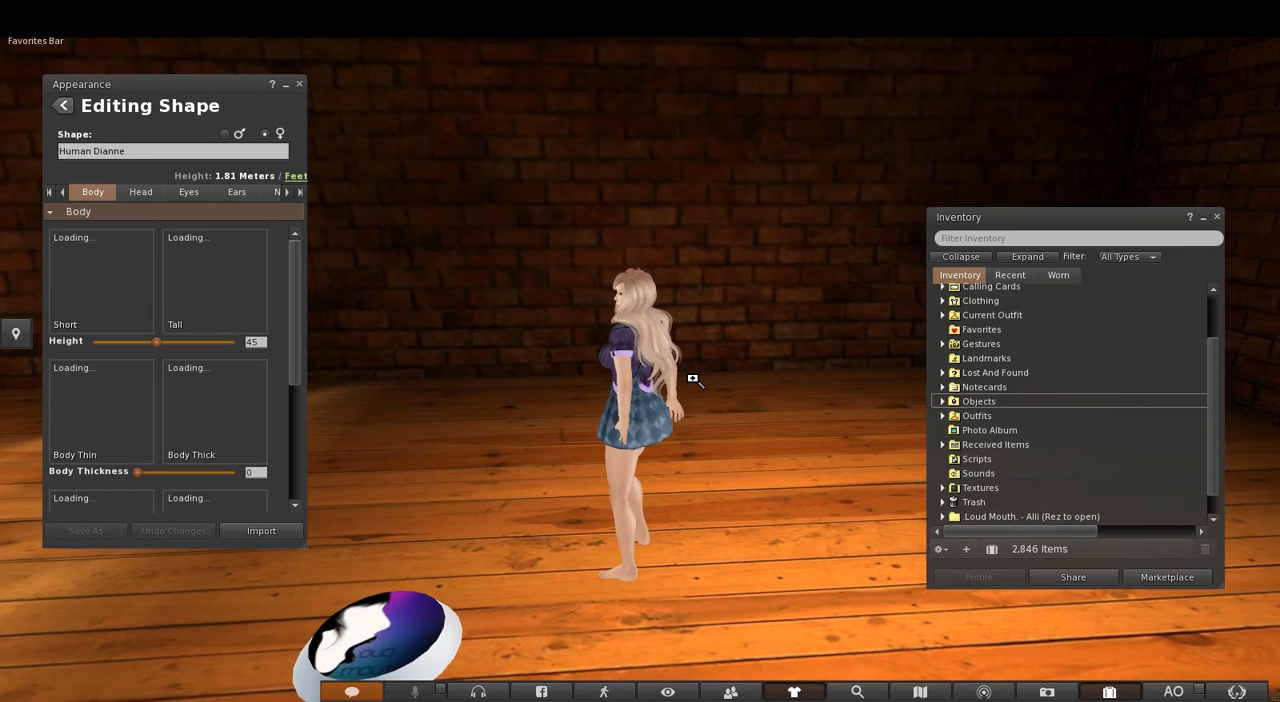 Favorites Bar
Appearance
?
Editing Shape
Shape:
Human Dianne
Height: 1.81 Meters / Feet
Body Head Eyes Ears N
Body
Loading... Loading...
Short Tall
Height 45
Loading... Loading...
Body Thin Body Thick
Body Thickness 0
Loading... Loading...
Save As Undo Changes Import
Inventory
?
Filter Inventory
Collapse Expand Filter: All Types
Inventory Recent Worn
Calling Cards
Clothing
Current Outfit
Favorites
Gestures
Landmarks
Lost And Found
Notecards
Objects
Outfits
Photo Album
Received Items
Scripts
Sounds
Textures
Trash
.Loud Mouth. - Alli (Rez to open)
2,846 Items
Profile Share Marketplace
AO